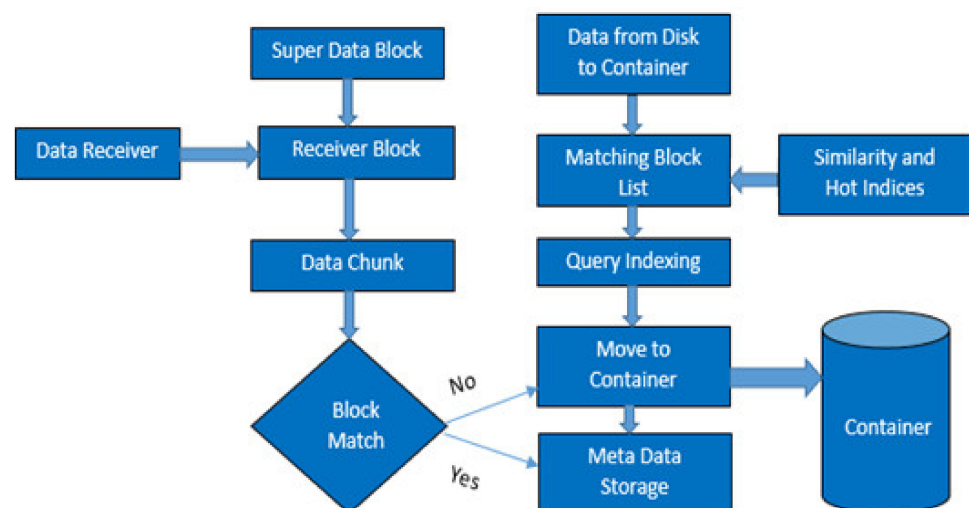 Super Data Block
Data from Disk
to Container
Data Receiver
Receiver Block
Matching Block
List
Similarity and
Hot Indices
Data Chunk
Query Indexing
Move to
Container
No
Block
Match
Container
Yes
Meta Data
Storage